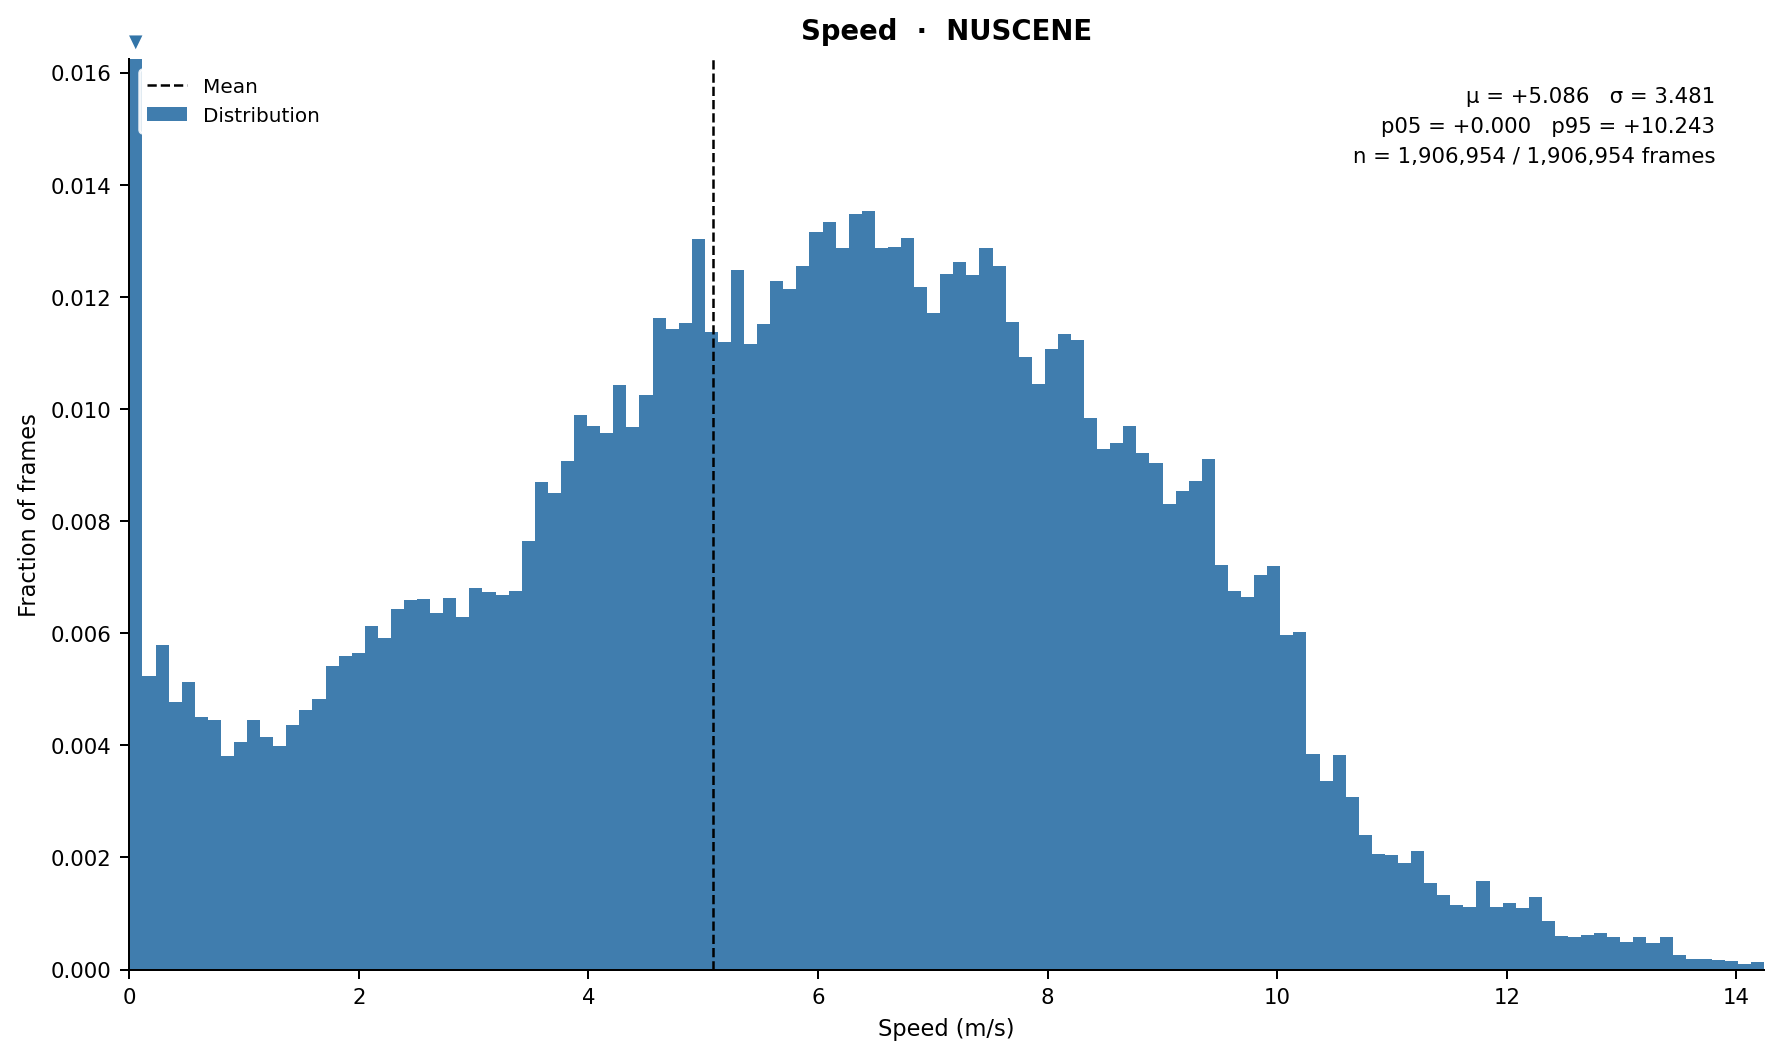 Speed · NUSCENE
Mean
Distribution
μ = +5.086 σ = 3.481
p05 = +0.000 p95 = +10.243
n = 1,906,954 / 1,906,954 frames
0.016
0.014
0.012
0.010
0.008
0.006
0.004
0.002
0.000
Fraction of frames
0 2 4 6 8 10 12 14
Speed (m/s)